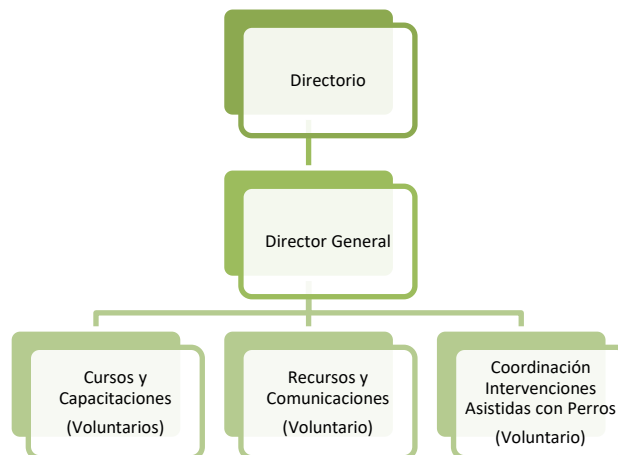 Directorio
Director General
Cursos y
Capacitaciones
(Voluntarios)
Recursos y
Comunicaciones
(Voluntario)
Coordinación
Intervenciones
Asistidas con Perros
(Voluntario)